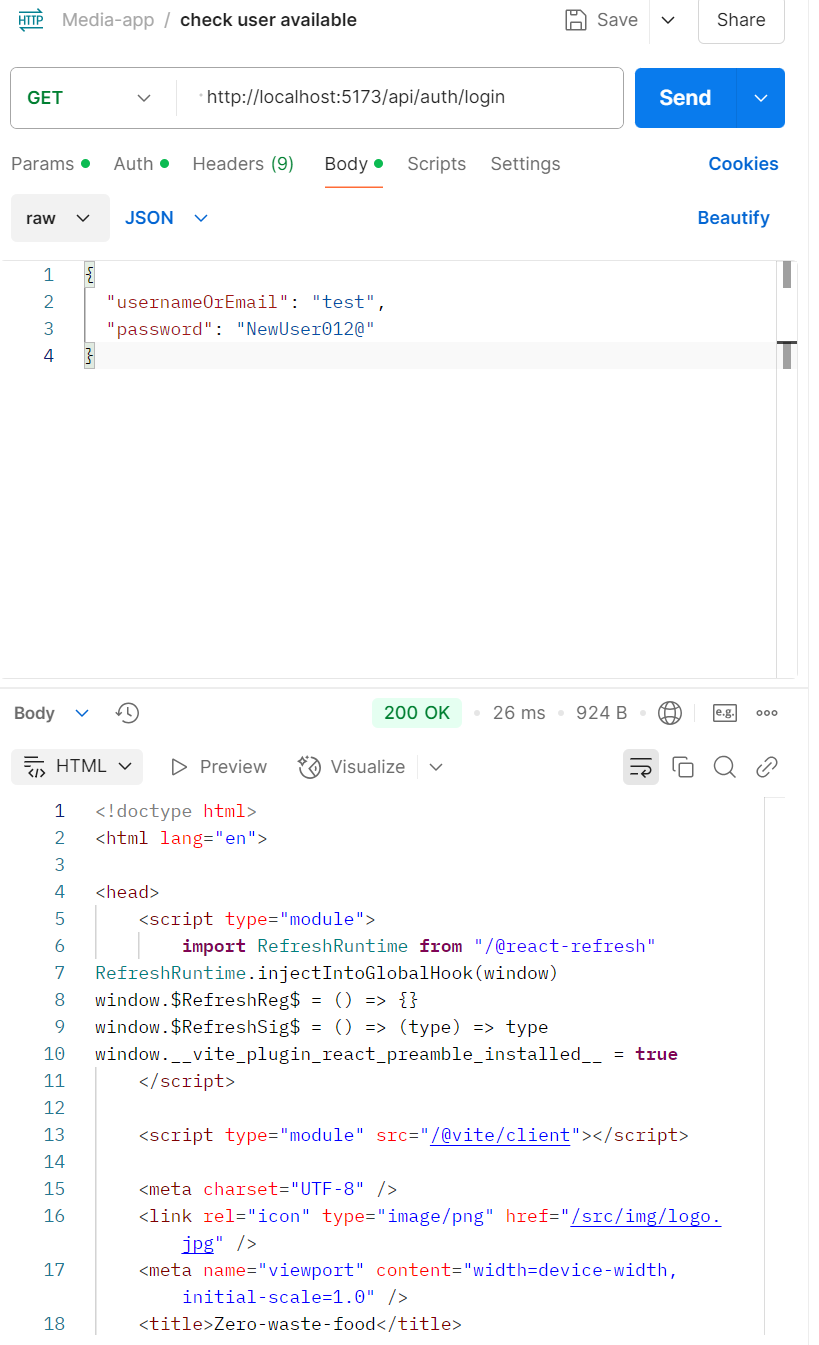 HTTP Media-app / check user available Save Share
GET http://localhost:5173/api/auth/login Send
Params Auth Headers (9) Body Scripts Settings Cookies
raw JSON Beautify
1 {
2 "usernameOrEmail": "test",
3 "password": "NewUser012@"
4 }
Body 200 OK 26 ms 924 B e.g.
HTML Preview Visualize
1 <!doctype html>
2 <html lang="en">
3
4 <head>
5 <script type="module">
6 import RefreshRuntime from "/@react-refresh"
7 RefreshRuntime.injectIntoGlobalHook(window)
8 window.$RefreshReg$ = () => {}
9 window.$RefreshSig$ = () => (type) => type
10 window.__vite_plugin_react_preamble_installed__ = true
11 </script>
12
13 <script type="module" src="/@vite/client"></script>
14
15 <meta charset="UTF-8" />
16 <link rel="icon" type="image/png" href="/src/img/logo.
jpg" />
17 <meta name="viewport" content="width=device-width,
initial-scale=1.0" />
18 <title>Zero-waste-food</title>